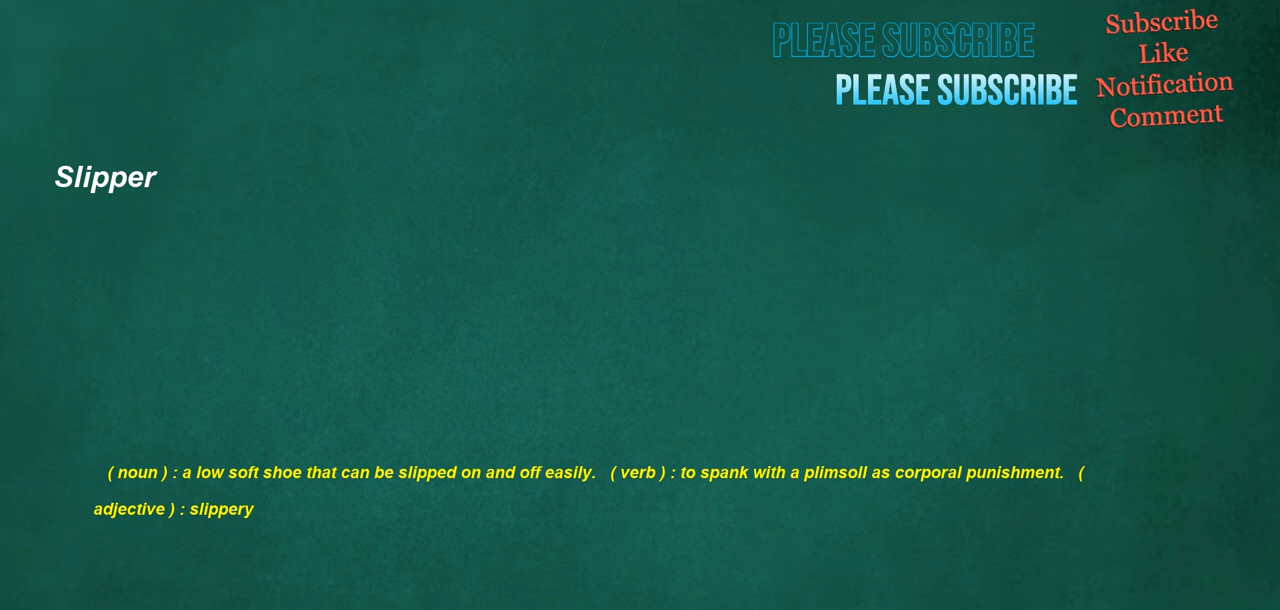 PLEASE SUBSCRIBE
PLEASE SUBSCRIBE
Subscribe
Like
Notification
Comment
Slipper
( noun ) : a low soft shoe that can be slipped on and off easily. ( verb ) : to spank with a plimsoll as corporal punishment. (
adjective ) : slippery